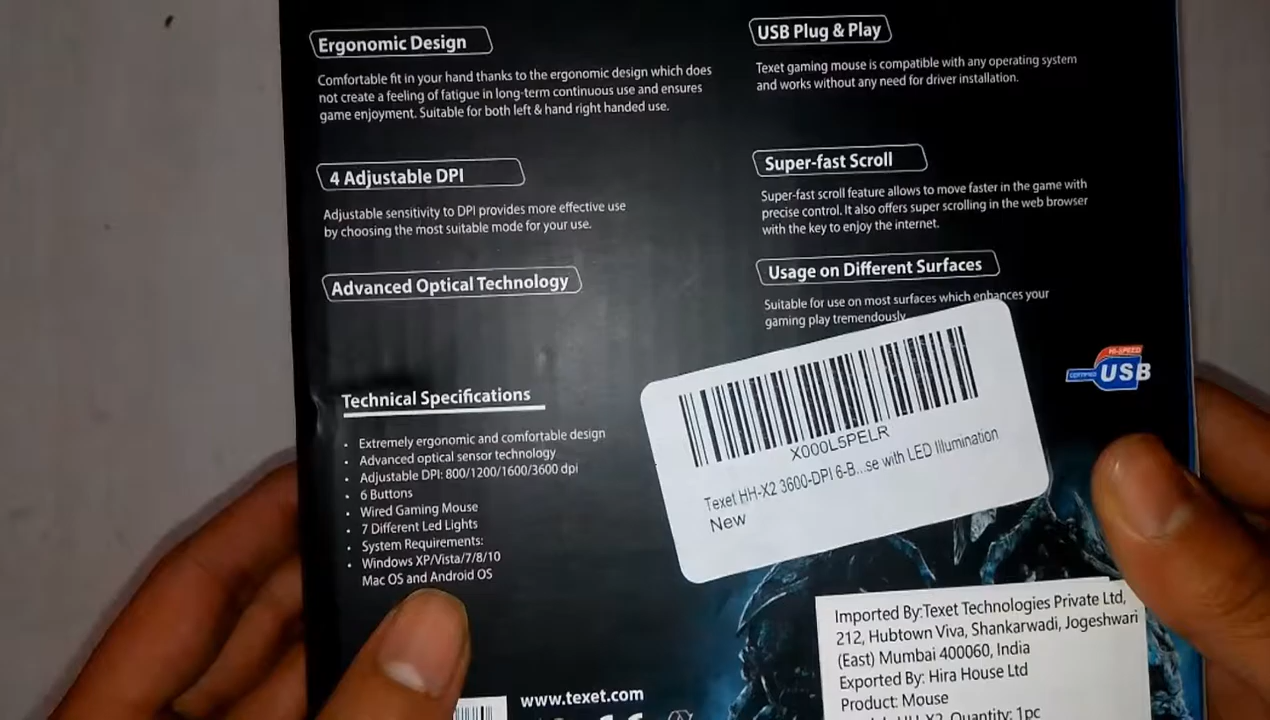 Ergonomic Design
Comfortable fit in your hand thanks to the ergonomic design which does
not create a feeling of fatigue in long-term continuous use and ensures
game enjoyment. Suitable for both left & hand right handed use.
4 Adjustable DPI
Adjustable sensitivity to DPI provides more effective use
by choosing the most suitable mode for your use.
Advanced Optical Technology
Technical Specifications
• Extremely ergonomic and comfortable design
• Advanced optical sensor technology
• Adjustable DPI: 800/1200/1600/3600 dpi
• 6 Buttons
• Wired Gaming Mouse
• 7 Different Led Lights
• System Requirements:
• Windows XP/Vista/7/8/10
Mac OS and Android OS
www.texet.com
USB Plug & Play
Texet gaming mouse is compatible with any operating system
and works without any need for driver installation.
Super-fast Scroll
Super-fast scroll feature allows to move faster in the game with
precise control. It also offers super scrolling in the web browser
with the key to enjoy the internet.
Usage on Different Surfaces
Suitable for use on most surfaces which enhances your
gaming play tremendously
HI-SPEED
CERTIFIED USB
X000L5PELR
Texet HH-X2 3600-DPI 6-B...se with LED Illumination
New
Imported By:Texet Technologies Private Ltd,
212, Hubtown Viva, Shankarwadi, Jogeshwari
(East) Mumbai 400060, India
Exported By: Hira House Ltd
Product: Mouse
HH-X2 Quantity: 1pc